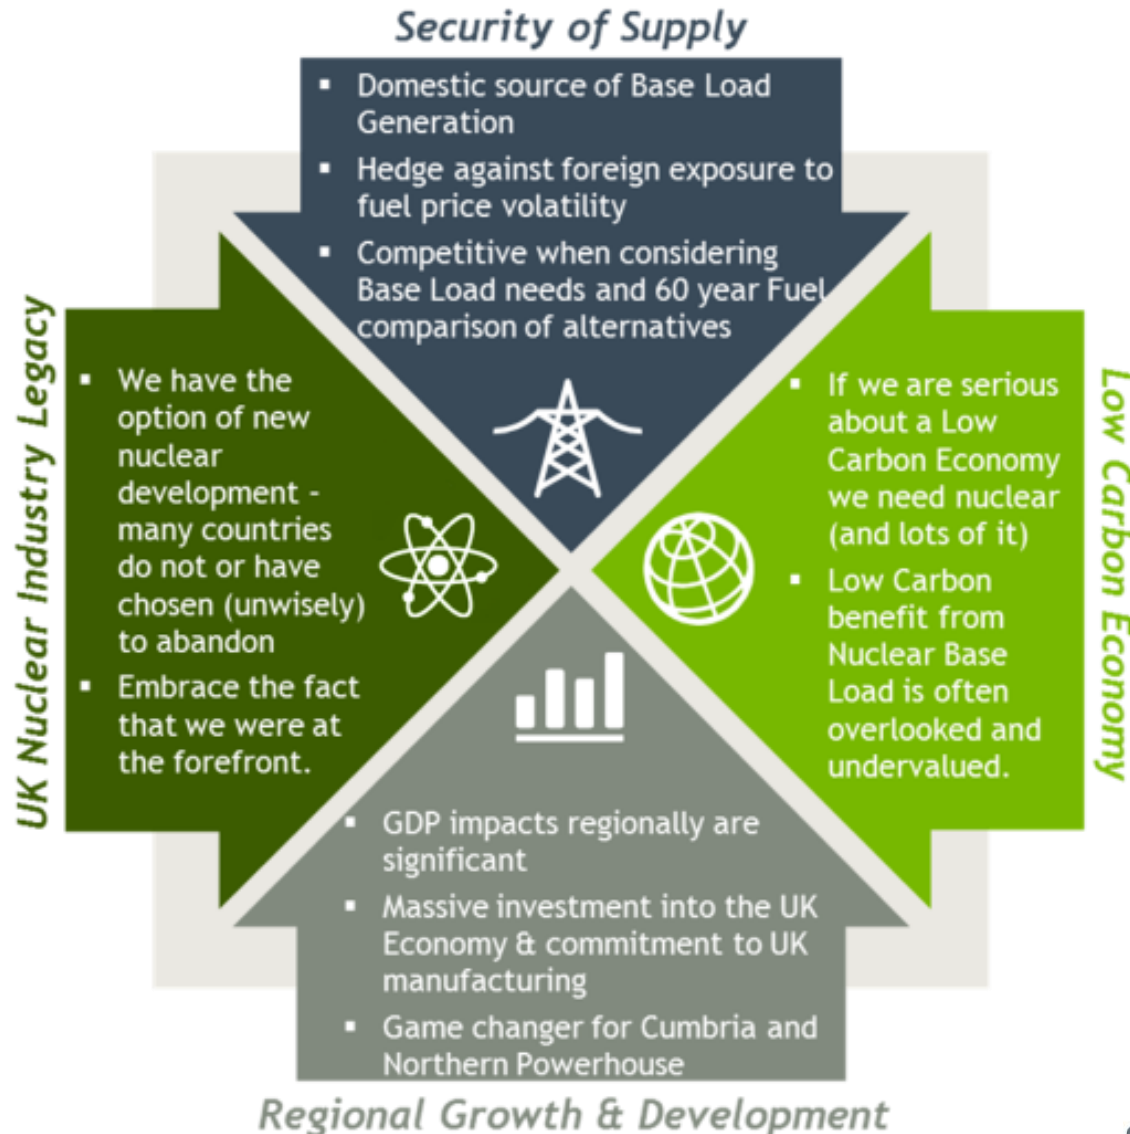 Security of Supply
▪ Domestic source of Base Load
Generation
▪ Hedge against foreign exposure to
fuel price volatility
▪ Competitive when considering
Base Load needs and 60 year Fuel
comparison of alternatives
UK Nuclear Industry Legacy
▪ We have the
option of new
nuclear
development -
many countries
do not or have
chosen (unwisely)
to abandon
▪ Embrace the fact
that we were at
the forefront.
Low Carbon Economy
▪ If we are serious
about a Low
Carbon Economy
we need nuclear
(and lots of it)
▪ Low Carbon
benefit from
Nuclear Base
Load is often
overlooked and
undervalued.
▪ GDP impacts regionally are
significant
▪ Massive investment into the UK
Economy & commitment to UK
manufacturing
▪ Game changer for Cumbria and
Northern Powerhouse
Regional Growth & Development